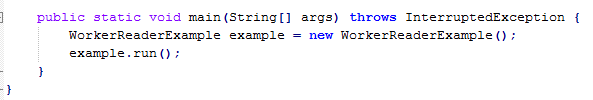 public static void main(String[] args) throws InterruptedException {
WorkerReaderExample example = new WorkerReaderExample();
example.run();
}
}